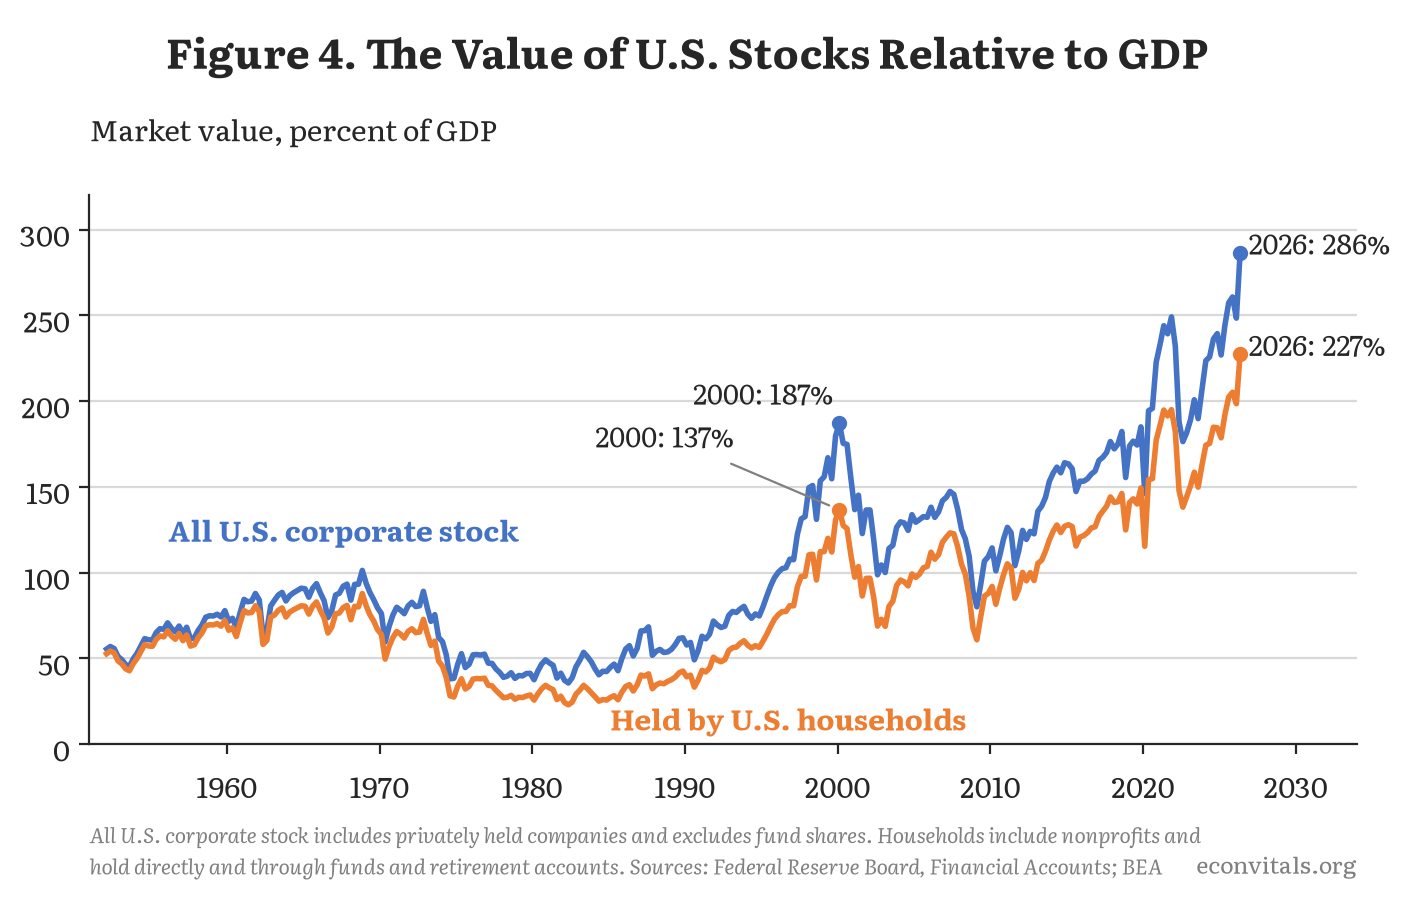 Figure 4. The Value of U.S. Stocks Relative to GDP
Market value, percent of GDP
300
250
200
150
100
50
0
2026: 286%
2026: 227%
2000: 187%
2000: 137%
All U.S. corporate stock
Held by U.S. households
1960 1970 1980 1990 2000 2010 2020 2030
All U.S. corporate stock includes privately held companies and excludes fund shares. Households include nonprofits and
hold directly and through funds and retirement accounts. Sources: Federal Reserve Board, Financial Accounts; BEA
econvitals.org